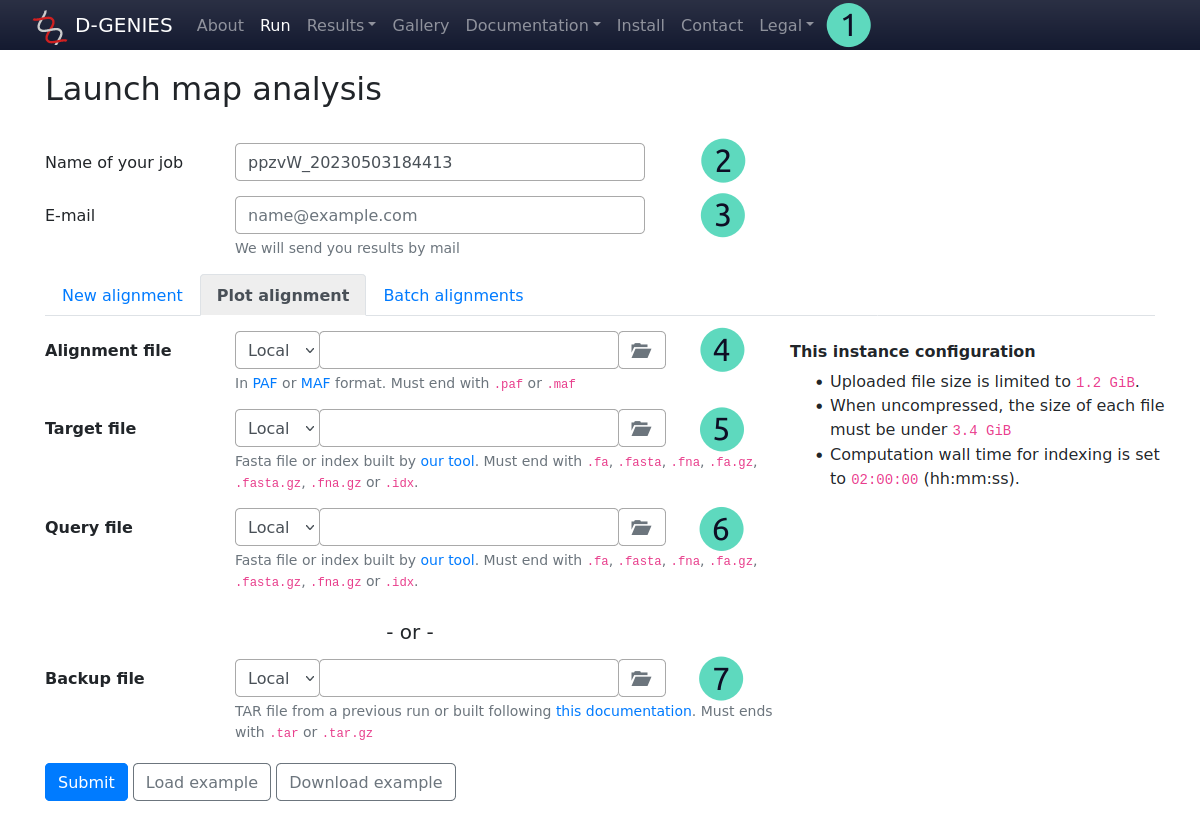 D-GENIES About Run Results Gallery Documentation Install Contact Legal 1
Launch map analysis
Name of your job ppzvW_20230503184413 2
E-mail name@example.com 3
We will send you results by mail
New alignment Plot alignment Batch alignments
Alignment file Local 4
In PAF or MAF format. Must end with .paf or .maf
Target file Local 5
Fasta file or index built by our tool. Must end with .fa, .fasta, .fna, .fa.gz,
.fasta.gz, .fna.gz or .idx.
Query file Local 6
Fasta file or index built by our tool. Must end with .fa, .fasta, .fna, .fa.gz,
.fasta.gz, .fna.gz or .idx.
- or -
Backup file Local 7
TAR file from a previous run or built following this documentation. Must ends
with .tar or .tar.gz
Submit Load example Download example
This instance configuration
• Uploaded file size is limited to 1.2 GiB.
• When uncompressed, the size of each file
must be under 3.4 GiB
• Computation wall time for indexing is set
to 02:00:00 (hh:mm:ss).